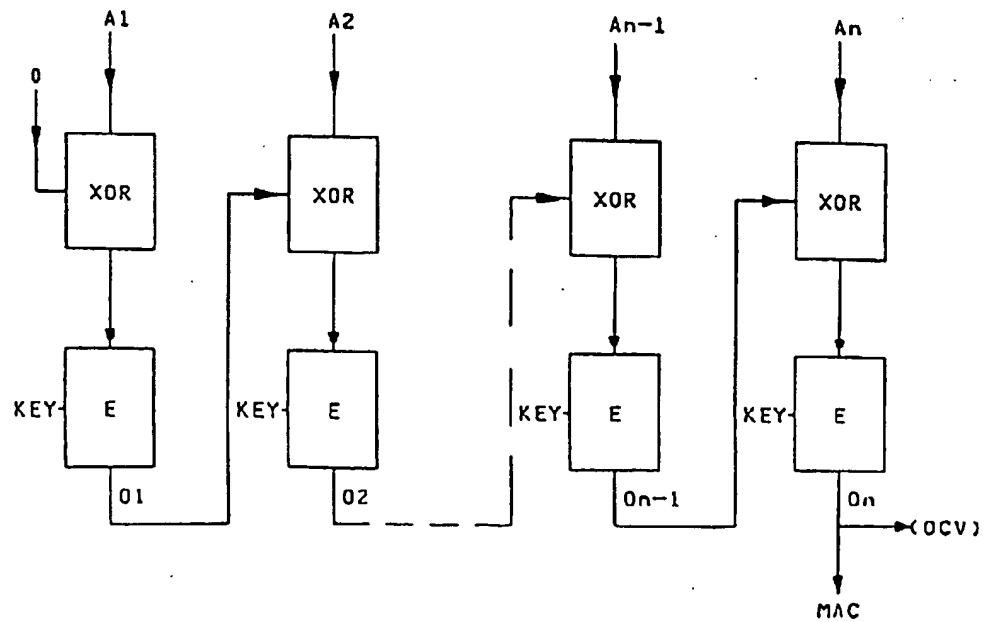 A1 A2 An-1 An
0
XOR XOR XOR XOR
KEY E KEY E KEY E KEY E
O1 O2 On-1 On
(OCV)
MAC